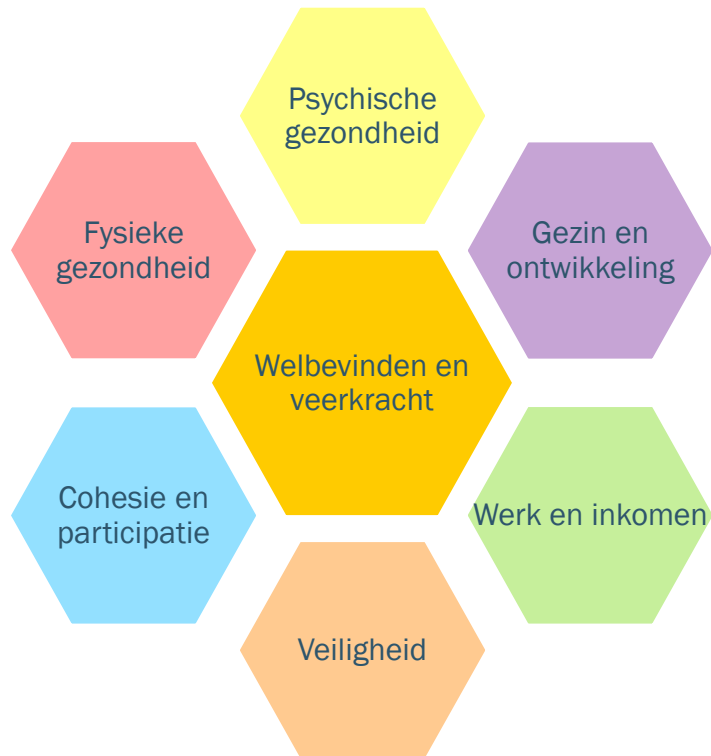 Psychische
gezondheid
Fysieke
gezondheid
Gezin en
ontwikkeling
Welbevinden en
veerkracht
Cohesie en
participatie
Werk en inkomen
Veiligheid